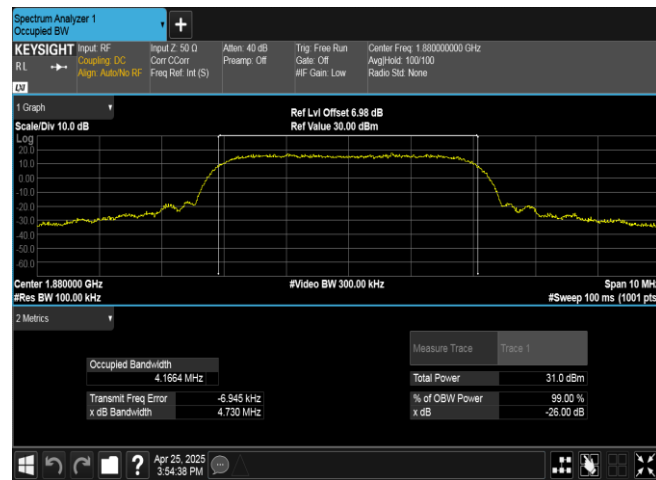 Spectrum Analyzer 1
Occupied BW
KEYSIGHT
RL
LXI
Input: RF
Coupling: DC
Align: Auto/No RF
Input Z: 50 Ω
Corr CCorr
Freq Ref: Int (S)
Atten: 40 dB
Preamp: Off
Trig: Free Run
Gate: Off
#IF Gain: Low
Center Freq: 1.880000000 GHz
Avg|Hold: 100/100
Radio Std: None
1 Graph
Scale/Div 10.0 dB
Ref Lvl Offset 6.98 dB
Ref Value 30.00 dBm
Log
20.0
10.0
0.00
-10.0
-20.0
-30.0
-40.0
-50.0
-60.0
Center 1.880000 GHz
#Res BW 100.00 kHz
#Video BW 300.00 kHz
Span 10 MHz
#Sweep 100 ms (1001 pts
2 Metrics
Measure Trace Trace 1
Occupied Bandwidth
4.1664 MHz
Total Power 31.0 dBm
Transmit Freq Error -6.945 kHz
% of OBW Power 99.00 %
x dB Bandwidth 4.730 MHz
x dB -26.00 dB
?
Apr 25, 2025
3:54:38 PM